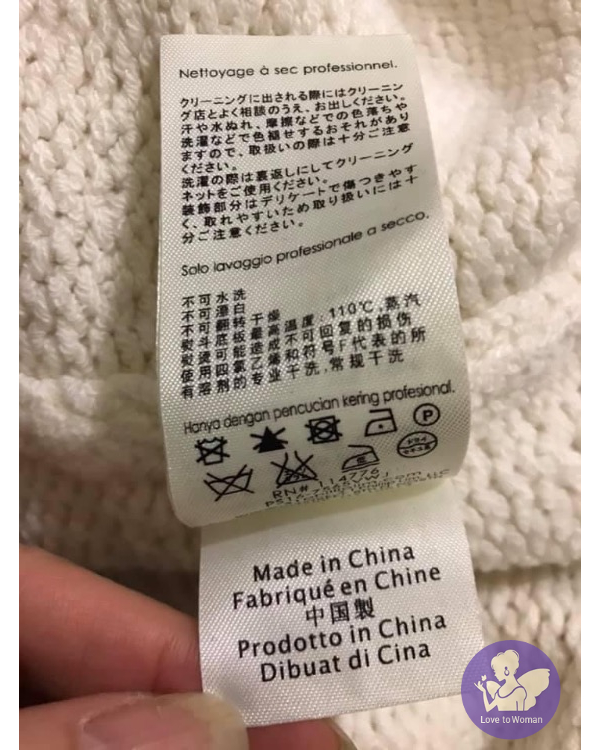 Nettoyage à sec professionnel.
クリーニングに出される際にはクリーニン
グ店とよく相談のうえ、お出しください。
汗や水ぬれ、摩擦などでの色落ちや
洗濯などで色褪せするおそれがあり
ますので、取扱いの際は十分ご注意
ください。
洗濯の際は裏返しにしてクリーニング
ネットをご使用ください。
装飾部分はデリケートで傷つきやす
く、取れやすいため取り扱いには十
分ご注意ください。
Solo lavaggio professionale a secco.
不可水洗
不可漂白
不可翻转干燥
熨斗底板最高温度：110℃,蒸汽
熨烫可能造成不可回复的损伤
使用四氯乙烯和符号F代表的所
有溶剂的专业干洗,常规干洗
Hanya dengan pencucian kering profesional.
P
ドライ
セキユ系
RN# 114776
Made in China
Fabriqué en Chine
中国製
Prodotto in China
Dibuat di Cina
Love to Woman